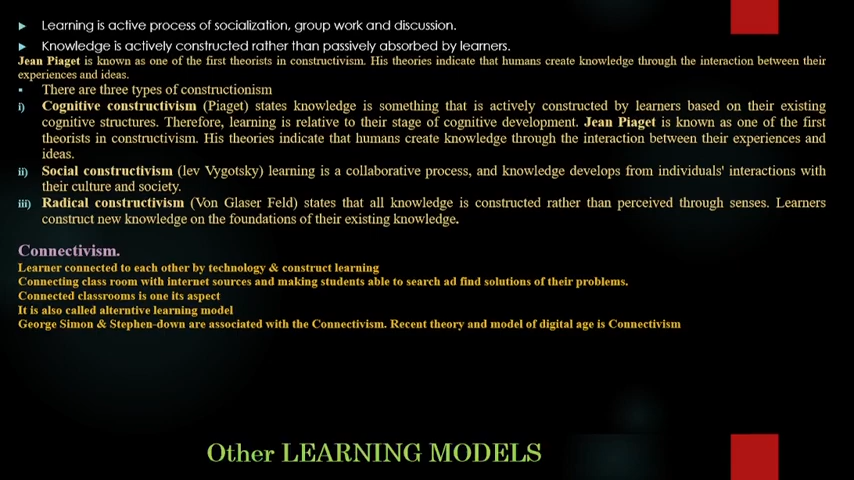 Learning is active process of socialization, group work and discussion.
Knowledge is actively constructed rather than passively absorbed by learners.
Jean Piaget is known as one of the first theorists in constructivism. His theories indicate that humans create knowledge through the interaction between their
experiences and ideas.
There are three types of constructionism
i) Cognitive constructivism (Piaget) states knowledge is something that is actively constructed by learners based on their existing
cognitive structures. Therefore, learning is relative to their stage of cognitive development. Jean Piaget is known as one of the first
theorists in constructivism. His theories indicate that humans create knowledge through the interaction between their experiences and
ideas.
ii) Social constructivism (lev Vygotsky) learning is a collaborative process, and knowledge develops from individuals' interactions with
their culture and society.
iii) Radical constructivism (Von Glaser Feld) states that all knowledge is constructed rather than perceived through senses. Learners
construct new knowledge on the foundations of their existing knowledge.
Connectivism.
Learner connected to each other by technology & construct learning
Connecting class room with internet sources and making students able to search ad find solutions of their problems.
Connected classrooms is one its aspect
It is also called alterntive learning model
George Simon & Stephen-down are associated with the Connectivism. Recent theory and model of digital age is Connectivism
Other LEARNING MODELS